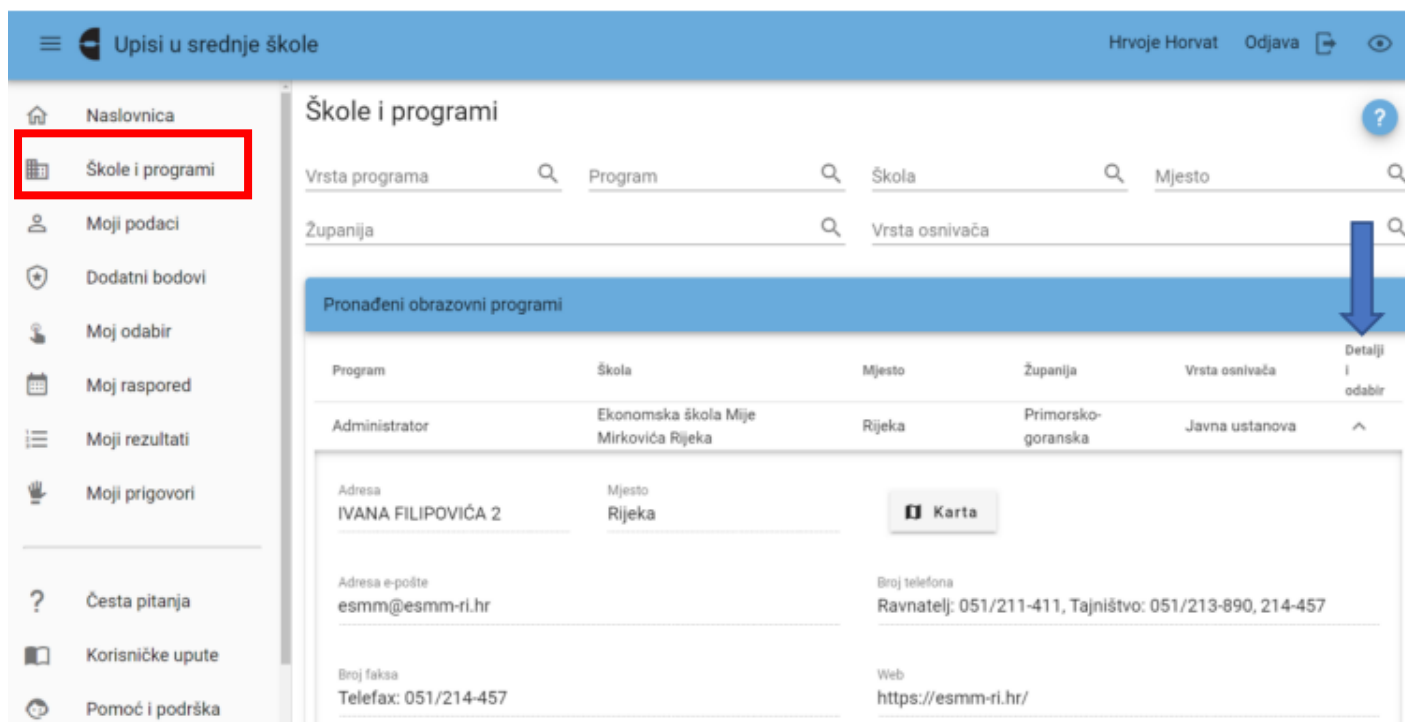 Upisi u srednje škole
Hrvoje Horvat Odjava
Naslovnica
Škole i programi
Moji podaci
Dodatni bodovi
Moj odabir
Moj raspored
Moji rezultati
Moji prigovori
? Česta pitanja
Korisničke upute
Pomoć i podrška
Škole i programi
?
Vrsta programa Program Škola Mjesto
Županija Vrsta osnivača
Pronađeni obrazovni programi
Program Škola Mjesto Županija Vrsta osnivača Detalji i odabir
Administrator Ekonomska škola Mije Mirkovića Rijeka Rijeka Primorsko-goranska Javna ustanova
Adresa Mjesto
IVANA FILIPOVIĆA 2 Rijeka Karta
Adresa e-pošte Broj telefona
esmm@esmm-ri.hr Ravnatelj: 051/211-411, Tajništvo: 051/213-890, 214-457
Broj faksa Web
Telefax: 051/214-457 https://esmm-ri.hr/